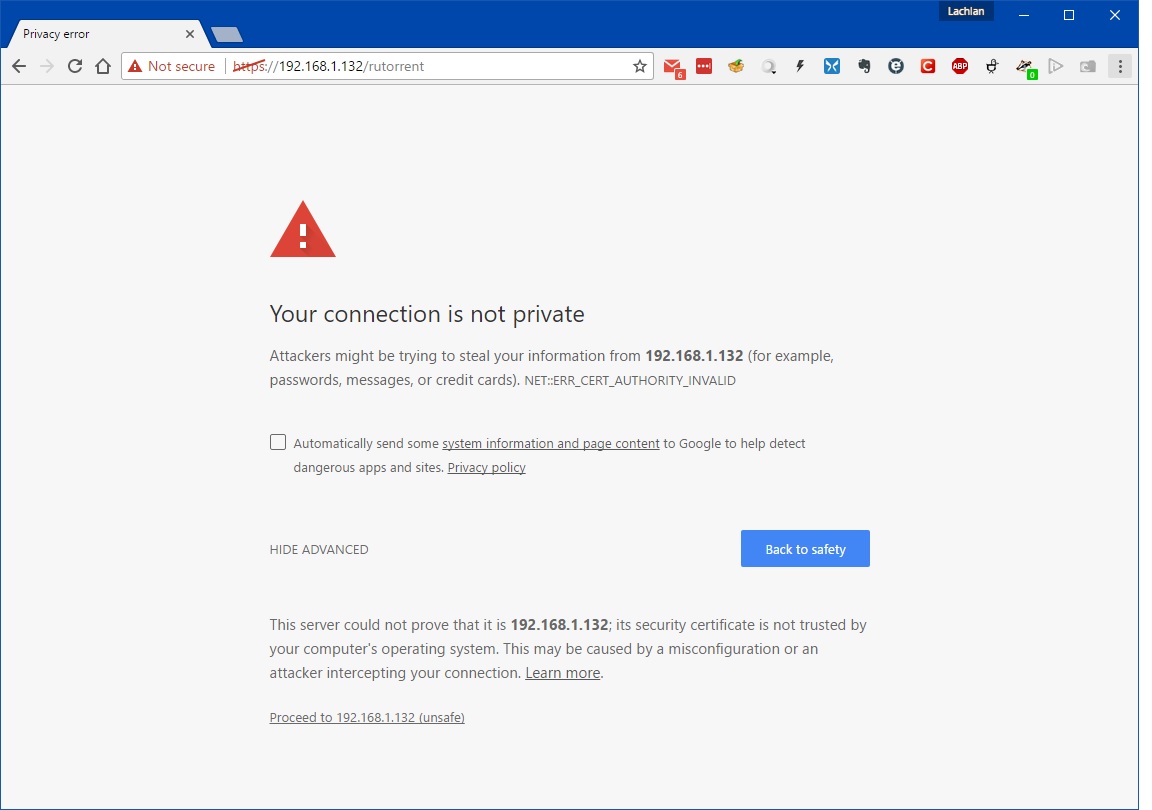 Lachlan
Privacy error
Not secure https://192.168.1.132/rutorrent
6
ABP
0
Your connection is not private
Attackers might be trying to steal your information from 192.168.1.132 (for example,
passwords, messages, or credit cards). NET::ERR_CERT_AUTHORITY_INVALID
Automatically send some system information and page content to Google to help detect
dangerous apps and sites. Privacy policy
HIDE ADVANCED
Back to safety
This server could not prove that it is 192.168.1.132; its security certificate is not trusted by
your computer's operating system. This may be caused by a misconfiguration or an
attacker intercepting your connection. Learn more.
Proceed to 192.168.1.132 (unsafe)